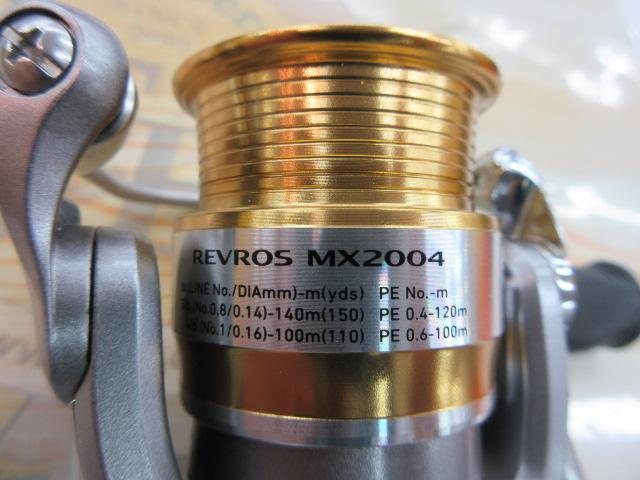 REVROS MX2004
(LINE No./DIAmm)-m(yds) PE No.-m
/No.0.8/0.14)-140m(150) PE 0.4-120m
/No.1/0.16)-100m(110) PE 0.6-100m